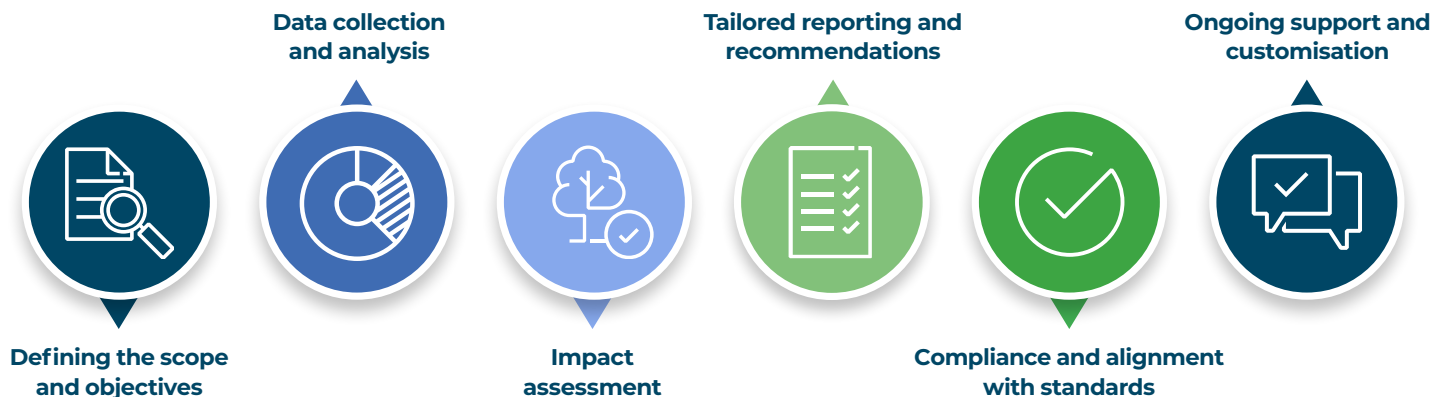 Defining the scope
and objectives
Data collection
and analysis
Impact
assessment
Tailored reporting and
recommendations
Compliance and alignment
with standards
Ongoing support and
customisation